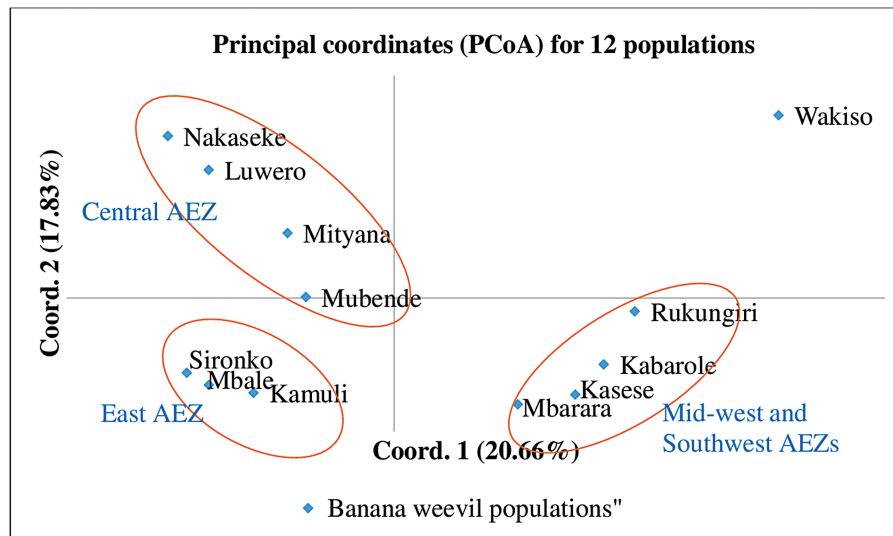 Principal coordinates (PCoA) for 12 populations
Wakiso
Nakaseke
Luwero
Central AEZ
Mityana
Mubende
Rukungiri
Sironko
Kabarole
Mbale
Kasese
Kamuli
Mbarara
East AEZ
Mid-west and
Southwest AEZs
Coord. 2 (17.83%)
Coord. 1 (20.66%)
Banana weevil populations"